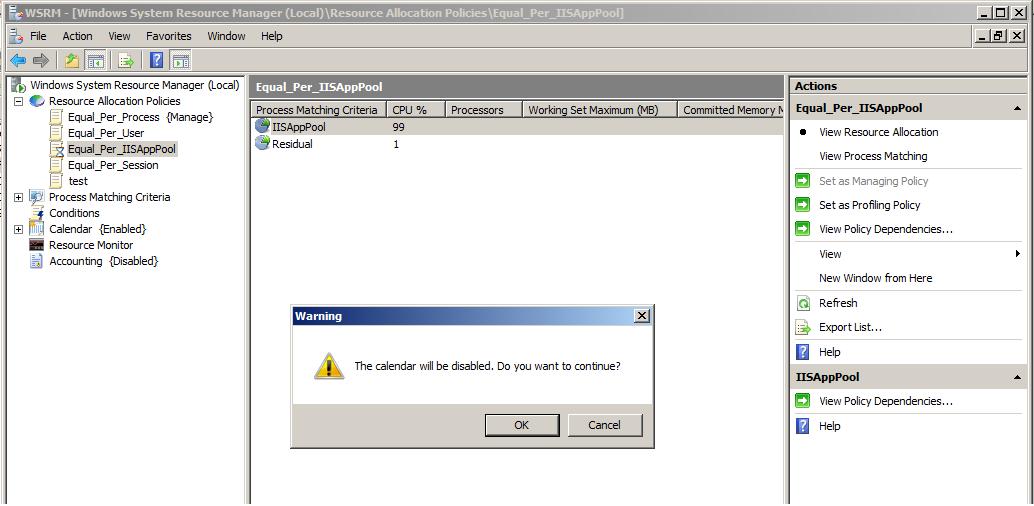 WSRM - [Windows System Resource Manager (Local)\Resource Allocation Policies\Equal_Per_IISAppPool]
File Action View Favorites Window Help
Windows System Resource Manager (Local)
Resource Allocation Policies
Equal_Per_Process {Manage}
Equal_Per_User
Equal_Per_IISAppPool
Equal_Per_Session
test
Process Matching Criteria
Conditions
Calendar {Enabled}
Resource Monitor
Accounting {Disabled}
Equal_Per_IISAppPool
Process Matching Criteria CPU % Processors Working Set Maximum (MB) Committed Memory M
IISAppPool 99
Residual 1
Warning
The calendar will be disabled. Do you want to continue?
OK Cancel
Actions
Equal_Per_IISAppPool
View Resource Allocation
View Process Matching
Set as Managing Policy
Set as Profiling Policy
View Policy Dependencies...
View
New Window from Here
Refresh
Export List...
Help
IISAppPool
View Policy Dependencies...
Help